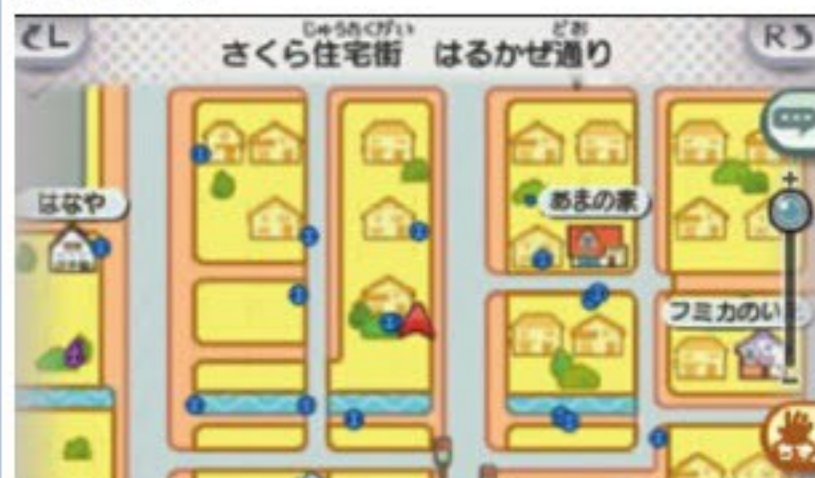 L
R
じゅうたくがい どお
さくら住宅街 はるかぜ通り
はなや
あまの家
フミカのい